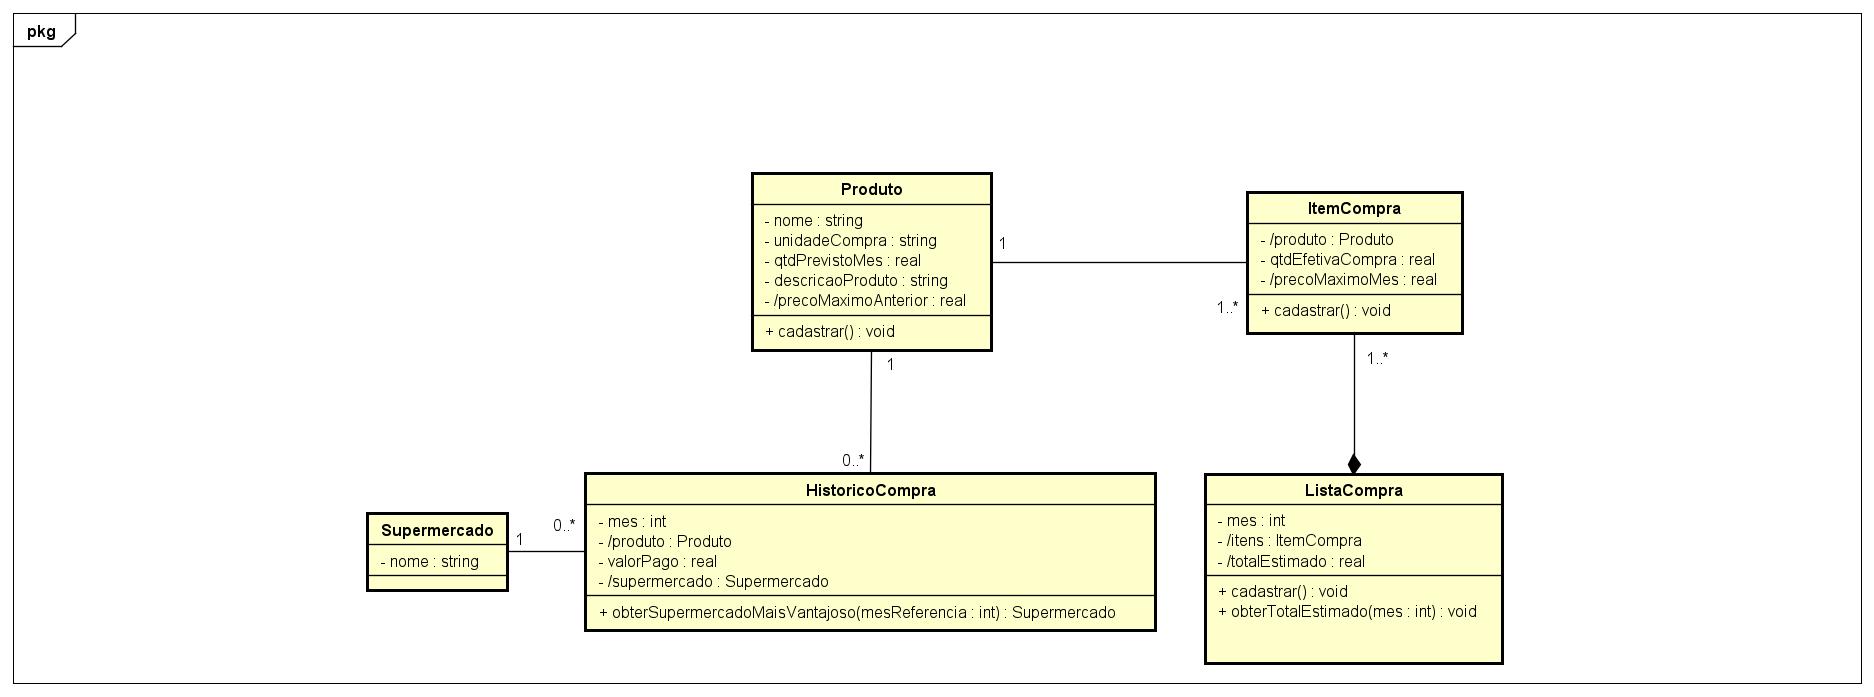 pkg
Produto
- nome : string
- unidadeCompra : string
- qtdPrevistoMes : real
- descricaoProduto : string
- /precoMaximoAnterior : real
+ cadastrar() : void
1
1..*
ItemCompra
- /produto : Produto
- qtdEfetivaCompra : real
- /precoMaximoMes : real
+ cadastrar() : void
1
0..*
1..*
Supermercado
- nome : string
1
0..*
HistoricoCompra
- mes : int
- /produto : Produto
- valorPago : real
- /supermercado : Supermercado
+ obterSupermercadoMaisVantajoso(mesReferencia : int) : Supermercado
ListaCompra
- mes : int
- /itens : ItemCompra
- /totalEstimado : real
+ cadastrar() : void
+ obterTotalEstimado(mes : int) : void